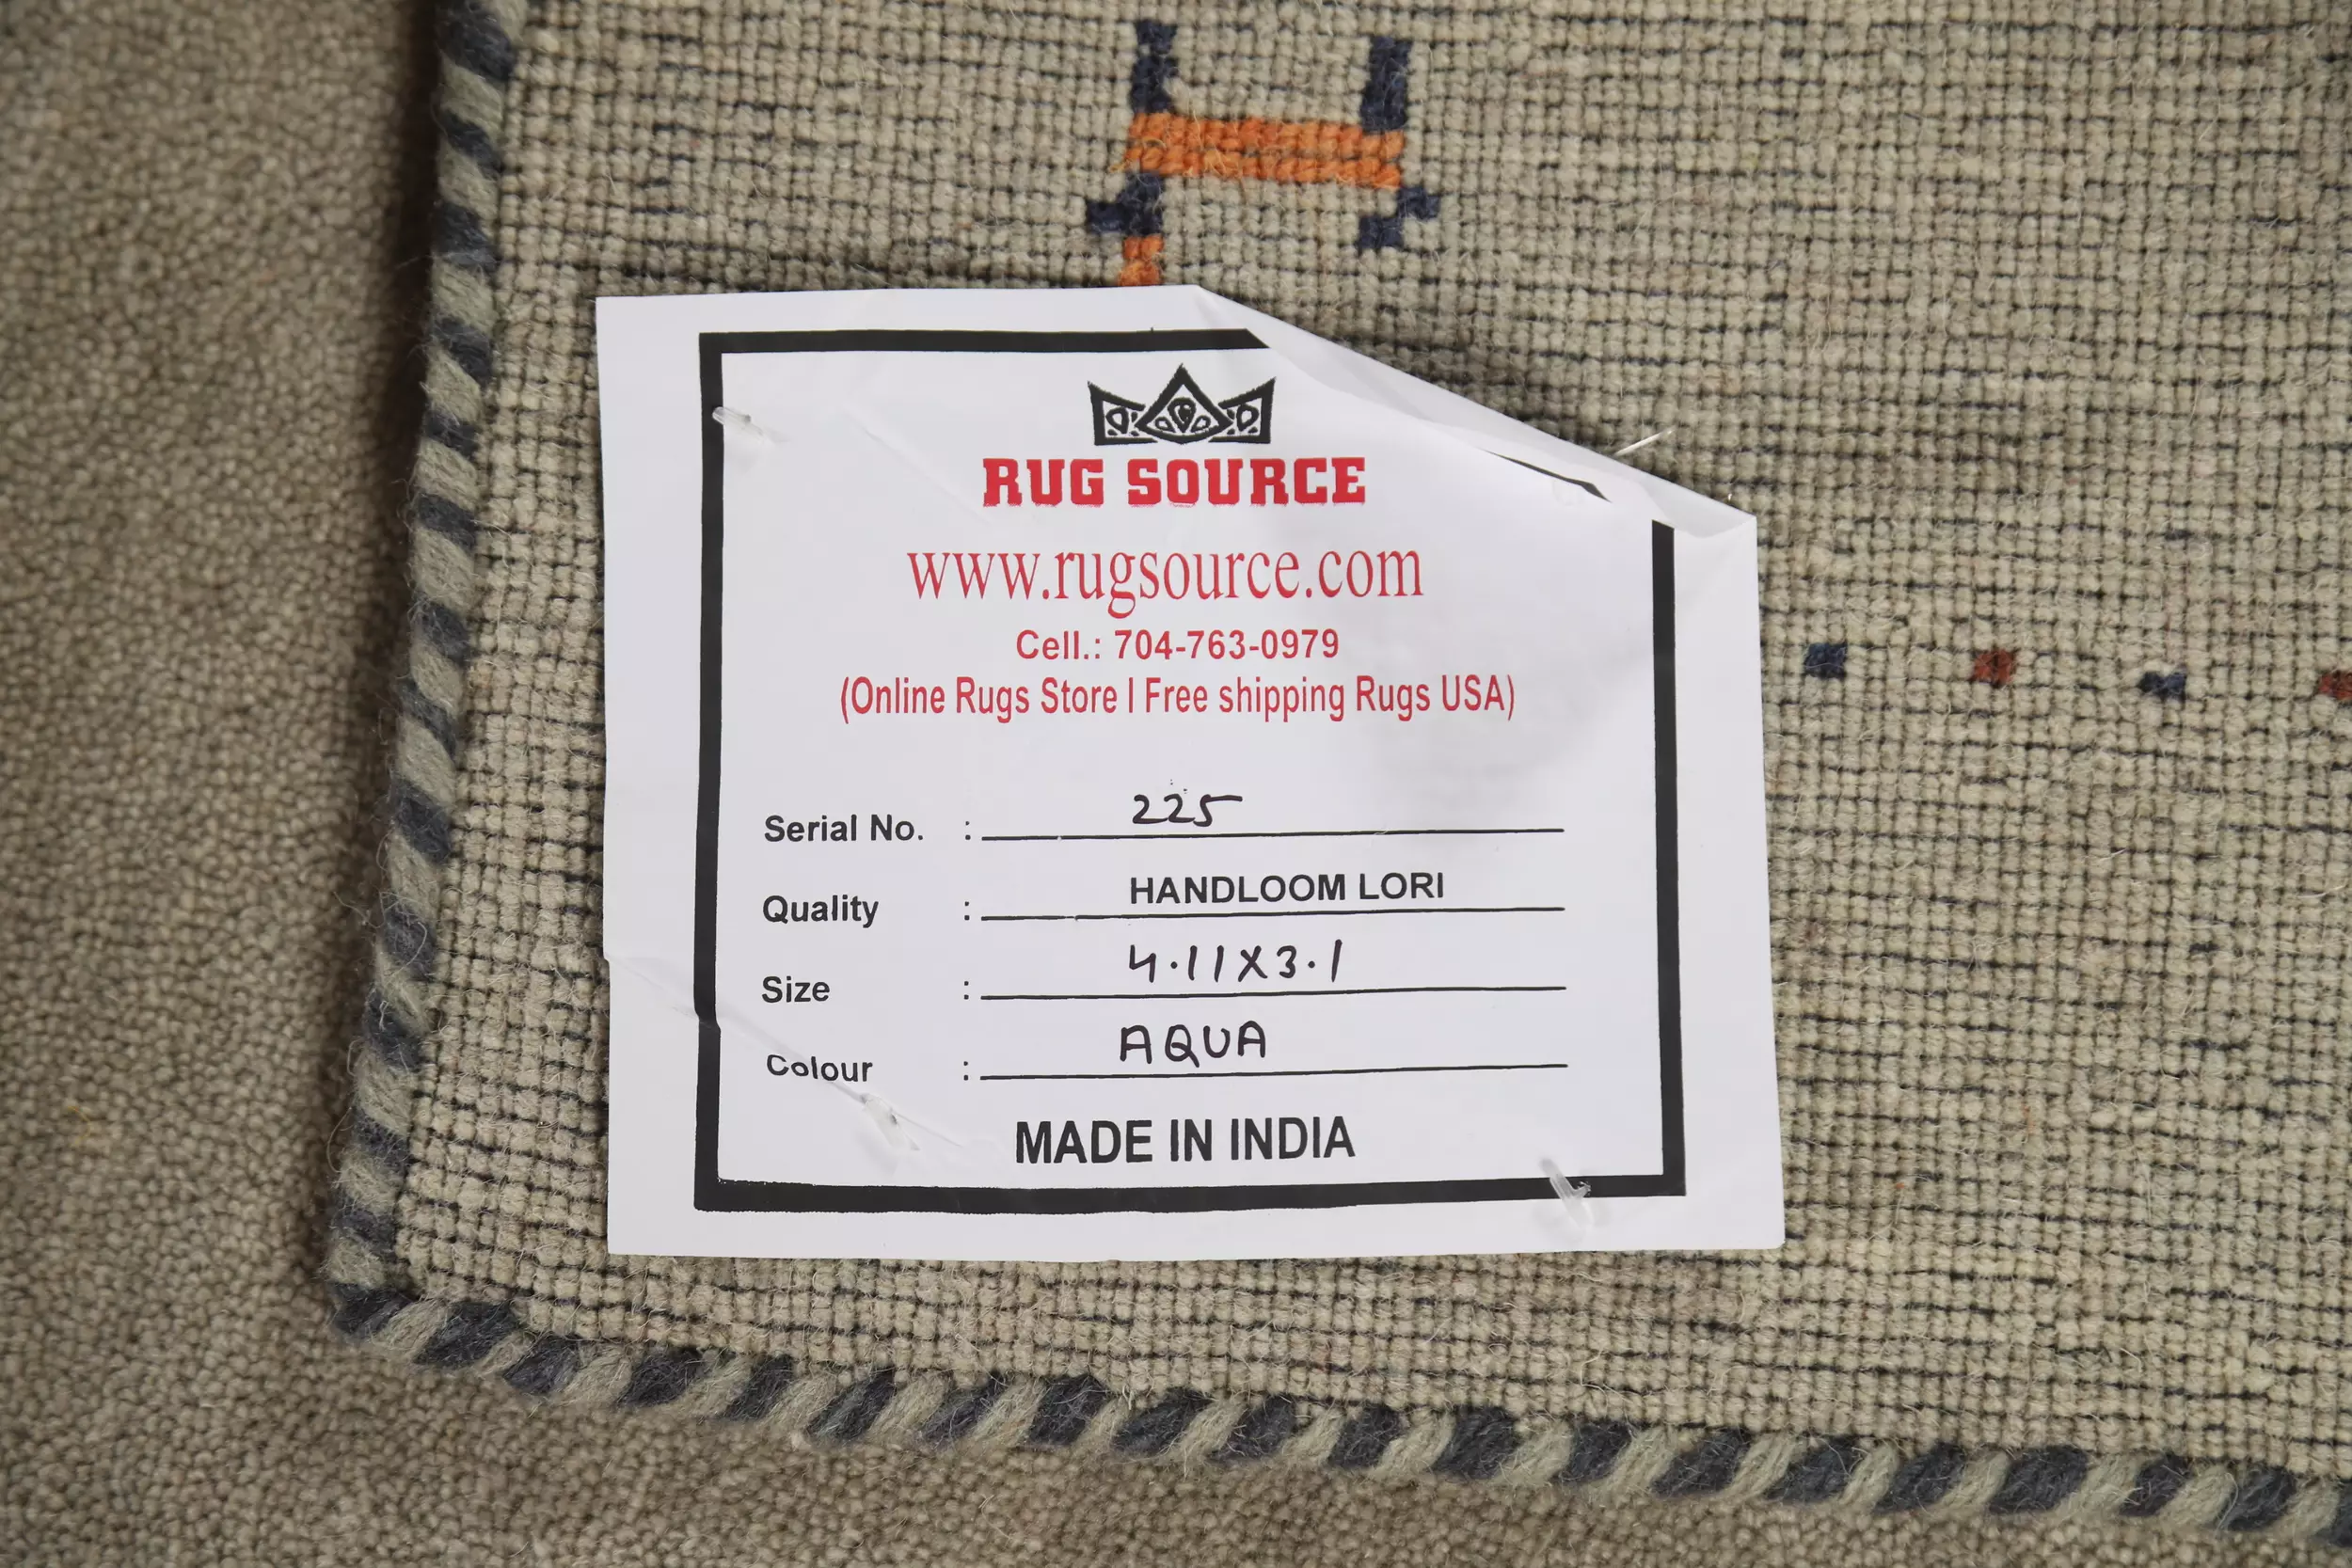 RUG SOURCE
www.rugsource.com
Cell.: 704-763-0979
(Online Rugs Store I Free shipping Rugs USA)
Serial No. : 225
Quality : HANDLOOM LORI
Size : 4.11X3.1
Colour : AQUA
MADE IN INDIA